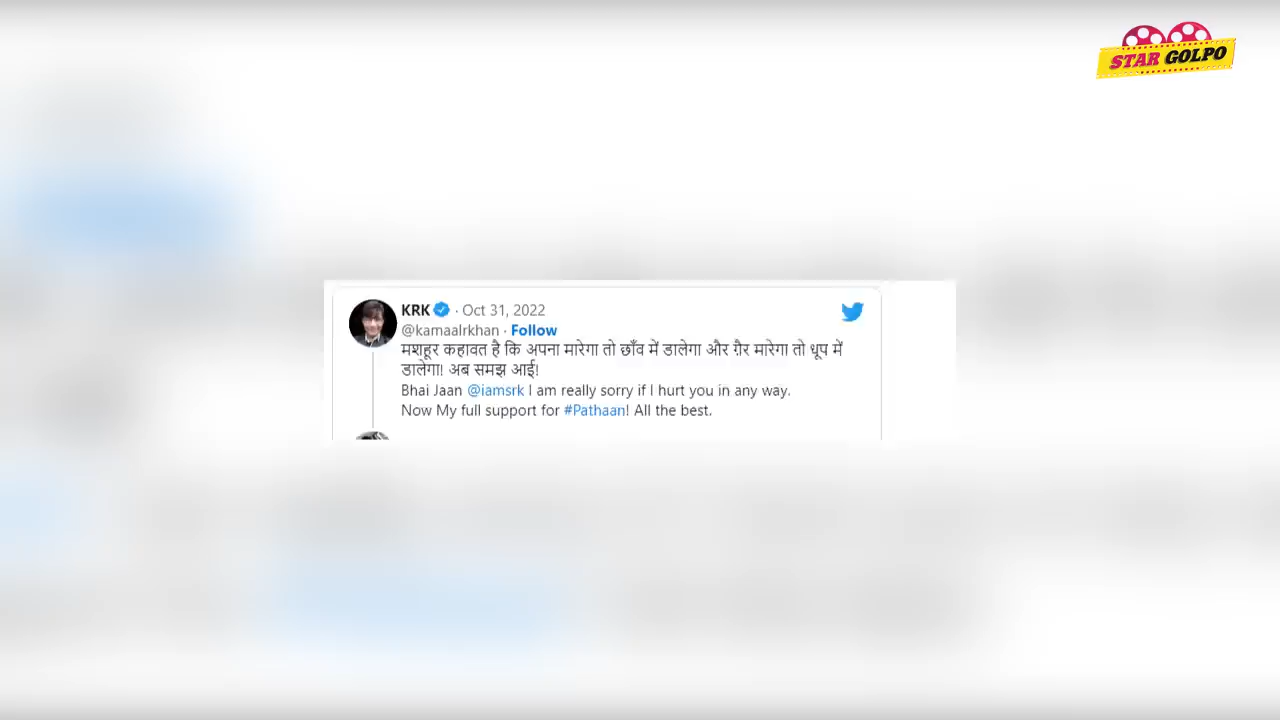 STAR GOLPO
KRK · Oct 31, 2022
@kamaalrkhan · Follow
मशहूर कहावत है कि अपना मारेगा तो छाँव में डालेगा और ग़ैर मारेगा तो धूप में
डालेगा! अब समझ आई!
Bhai Jaan @iamsrk I am really sorry if I hurt you in any way.
Now My full support for #Pathaan! All the best.